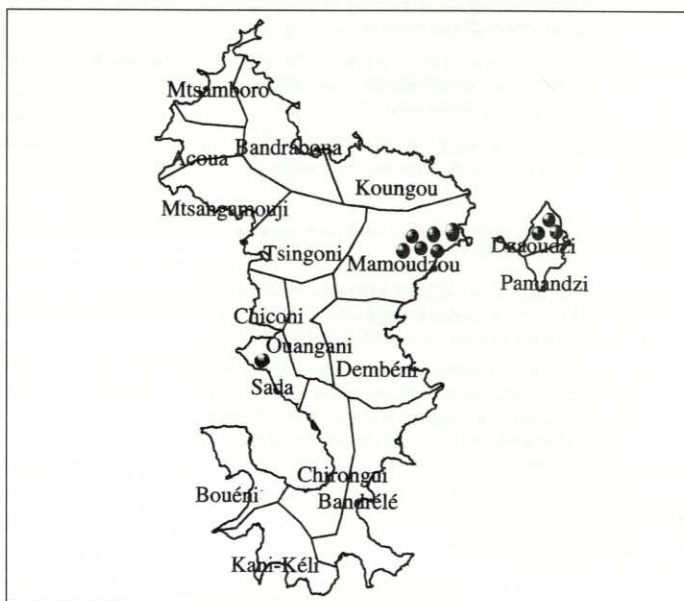 Mtsamboro
Bandraboua
Acoua
Koungou
Mtsangamouji
Tsingoni
Mamoudzou
Dzaoudzi
Pamandzi
Chiconi
Ouangani
Dembéni
Sada
Chirongui
Bouéni
Bandrélé
Kani-Kéli